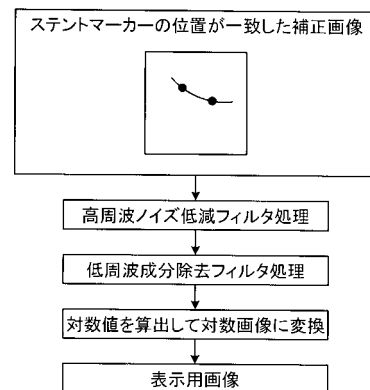 ステントマーカーの位置が一致した補正画像
高周波ノイズ低減フィルタ処理
低周波成分除去フィルタ処理
対数値を算出して対数画像に変換
表示用画像